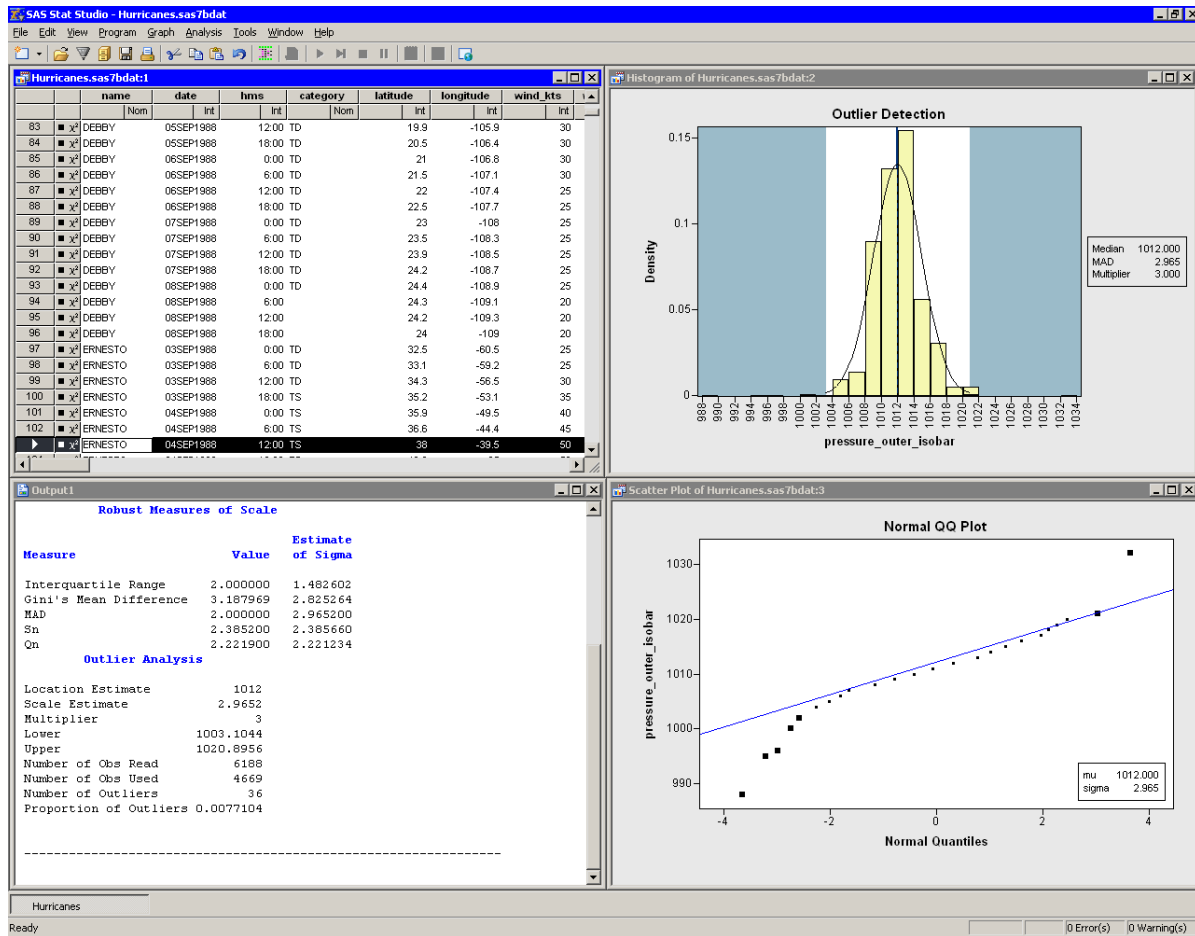 SAS Stat Studio - Hurricanes.sas7bdat
File Edit View Program Graph Analysis Tools Window Help
Hurricanes.sas7bdat:1
name date hms category latitude longitude wind_kts
Nom Int Int Nom Int Int Int
83 χ² DEBBY 05SEP1988 12:00 TD 19.9 -105.9 30
84 χ² DEBBY 05SEP1988 18:00 TD 20.5 -106.4 30
85 χ² DEBBY 06SEP1988 0:00 TD 21 -106.8 30
86 χ² DEBBY 06SEP1988 6:00 TD 21.5 -107.1 30
87 χ² DEBBY 06SEP1988 12:00 TD 22 -107.4 25
88 χ² DEBBY 06SEP1988 18:00 TD 22.5 -107.7 25
89 χ² DEBBY 07SEP1988 0:00 TD 23 -108 25
90 χ² DEBBY 07SEP1988 6:00 TD 23.5 -108.3 25
91 χ² DEBBY 07SEP1988 12:00 TD 23.9 -108.5 25
92 χ² DEBBY 07SEP1988 18:00 TD 24.2 -108.7 25
93 χ² DEBBY 08SEP1988 0:00 TD 24.4 -108.9 25
94 χ² DEBBY 08SEP1988 6:00 24.3 -109.1 20
95 χ² DEBBY 08SEP1988 12:00 24.2 -109.3 20
96 χ² DEBBY 08SEP1988 18:00 24 -109 20
97 χ² ERNESTO 03SEP1988 0:00 TD 32.5 -60.5 25
98 χ² ERNESTO 03SEP1988 6:00 TD 33.1 -59.2 25
99 χ² ERNESTO 03SEP1988 12:00 TD 34.3 -56.5 30
100 χ² ERNESTO 03SEP1988 18:00 TS 35.2 -53.1 35
101 χ² ERNESTO 04SEP1988 0:00 TS 35.9 -49.5 40
102 χ² ERNESTO 04SEP1988 6:00 TS 36.6 -44.4 45
χ² ERNESTO 04SEP1988 12:00 TS 38 -39.5 50
Histogram of Hurricanes.sas7bdat:2
Outlier Detection
Density
0.15
0.1
0.05
0
988 990 992 994 996 998 1000 1002 1004 1006 1008 1010 1012 1014 1016 1018 1020 1022 1024 1026 1028 1030 1032 1034
pressure_outer_isobar
Median 1012.000
MAD 2.965
Multiplier 3.000
Output1
Robust Measures of Scale
Estimate
Measure Value of Sigma
Interquartile Range 2.000000 1.482602
Gini's Mean Difference 3.187969 2.825264
MAD 2.000000 2.965200
Sn 2.385200 2.385660
Qn 2.221900 2.221234
Outlier Analysis
Location Estimate 1012
Scale Estimate 2.9652
Multiplier 3
Lower 1003.1044
Upper 1020.8956
Number of Obs Read 6188
Number of Obs Used 4669
Number of Outliers 36
Proportion of Outliers 0.0077104
Scatter Plot of Hurricanes.sas7bdat:3
Normal QQ Plot
pressure_outer_isobar
1030
1020
1010
1000
990
-4 -2 0 2 4
Normal Quantiles
mu 1012.000
sigma 2.965
Hurricanes
Ready 0 Error(s) 0 Warning(s)